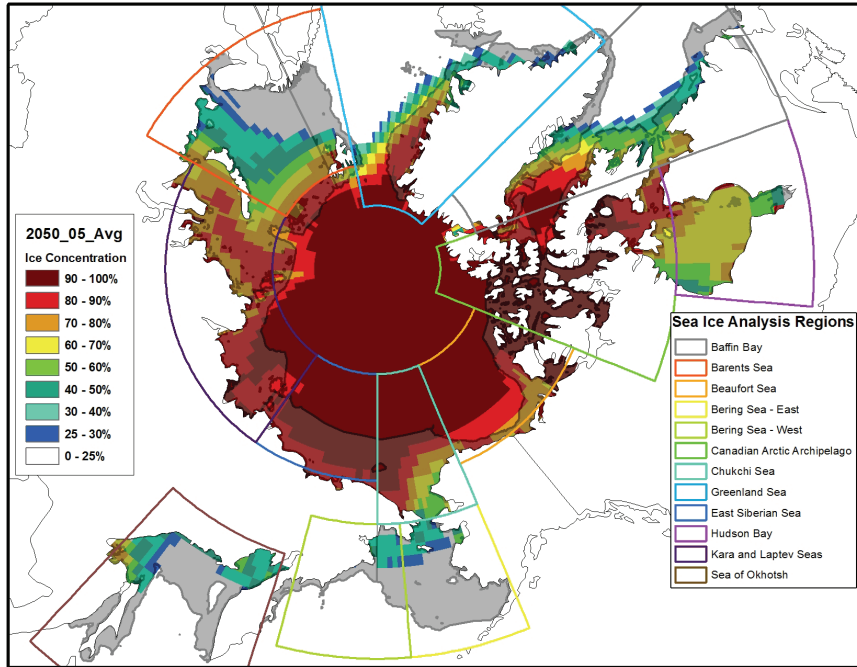 2050_05_Avg
Ice Concentration
90 - 100%
80 - 90%
70 - 80%
60 - 70%
50 - 60%
40 - 50%
30 - 40%
25 - 30%
0 - 25%
Sea Ice Analysis Regions
Baffin Bay
Barents Sea
Beaufort Sea
Bering Sea - East
Bering Sea - West
Canadian Arctic Archipelago
Chukchi Sea
Greenland Sea
East Siberian Sea
Hudson Bay
Kara and Laptev Seas
Sea of Okhotsh